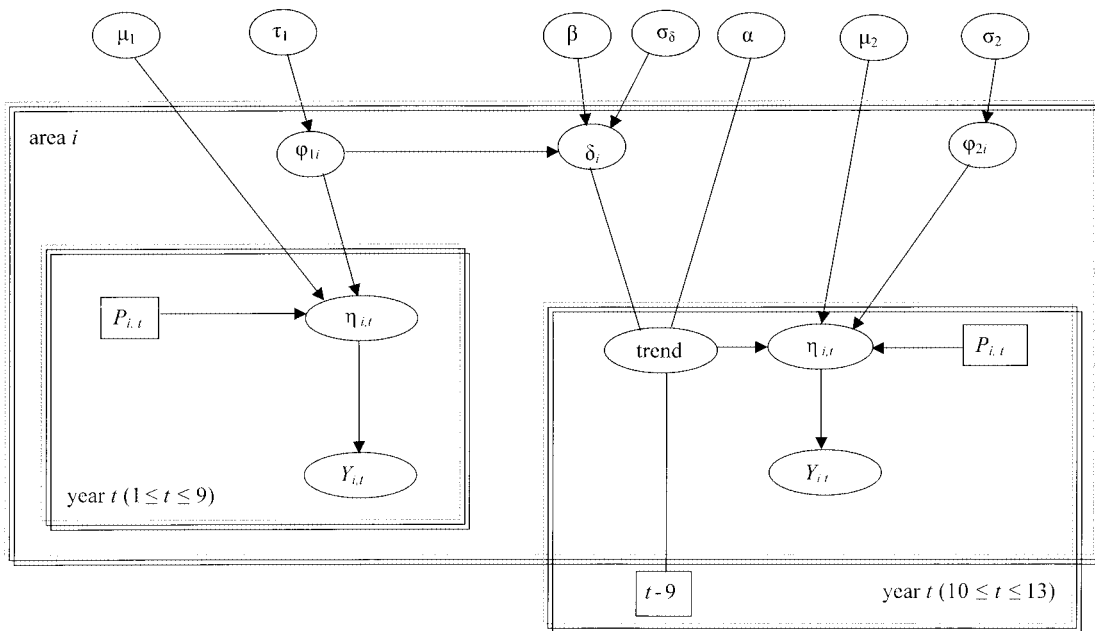 μ1 τ1 β σδ α μ2 σ2
area i
φ1i δi φ2i
Pi, t ηi,t
trend ηi,t Pi, t
Yi,t
Yi t
year t (1 ≤ t ≤ 9)
t - 9
year t (10 ≤ t ≤ 13)